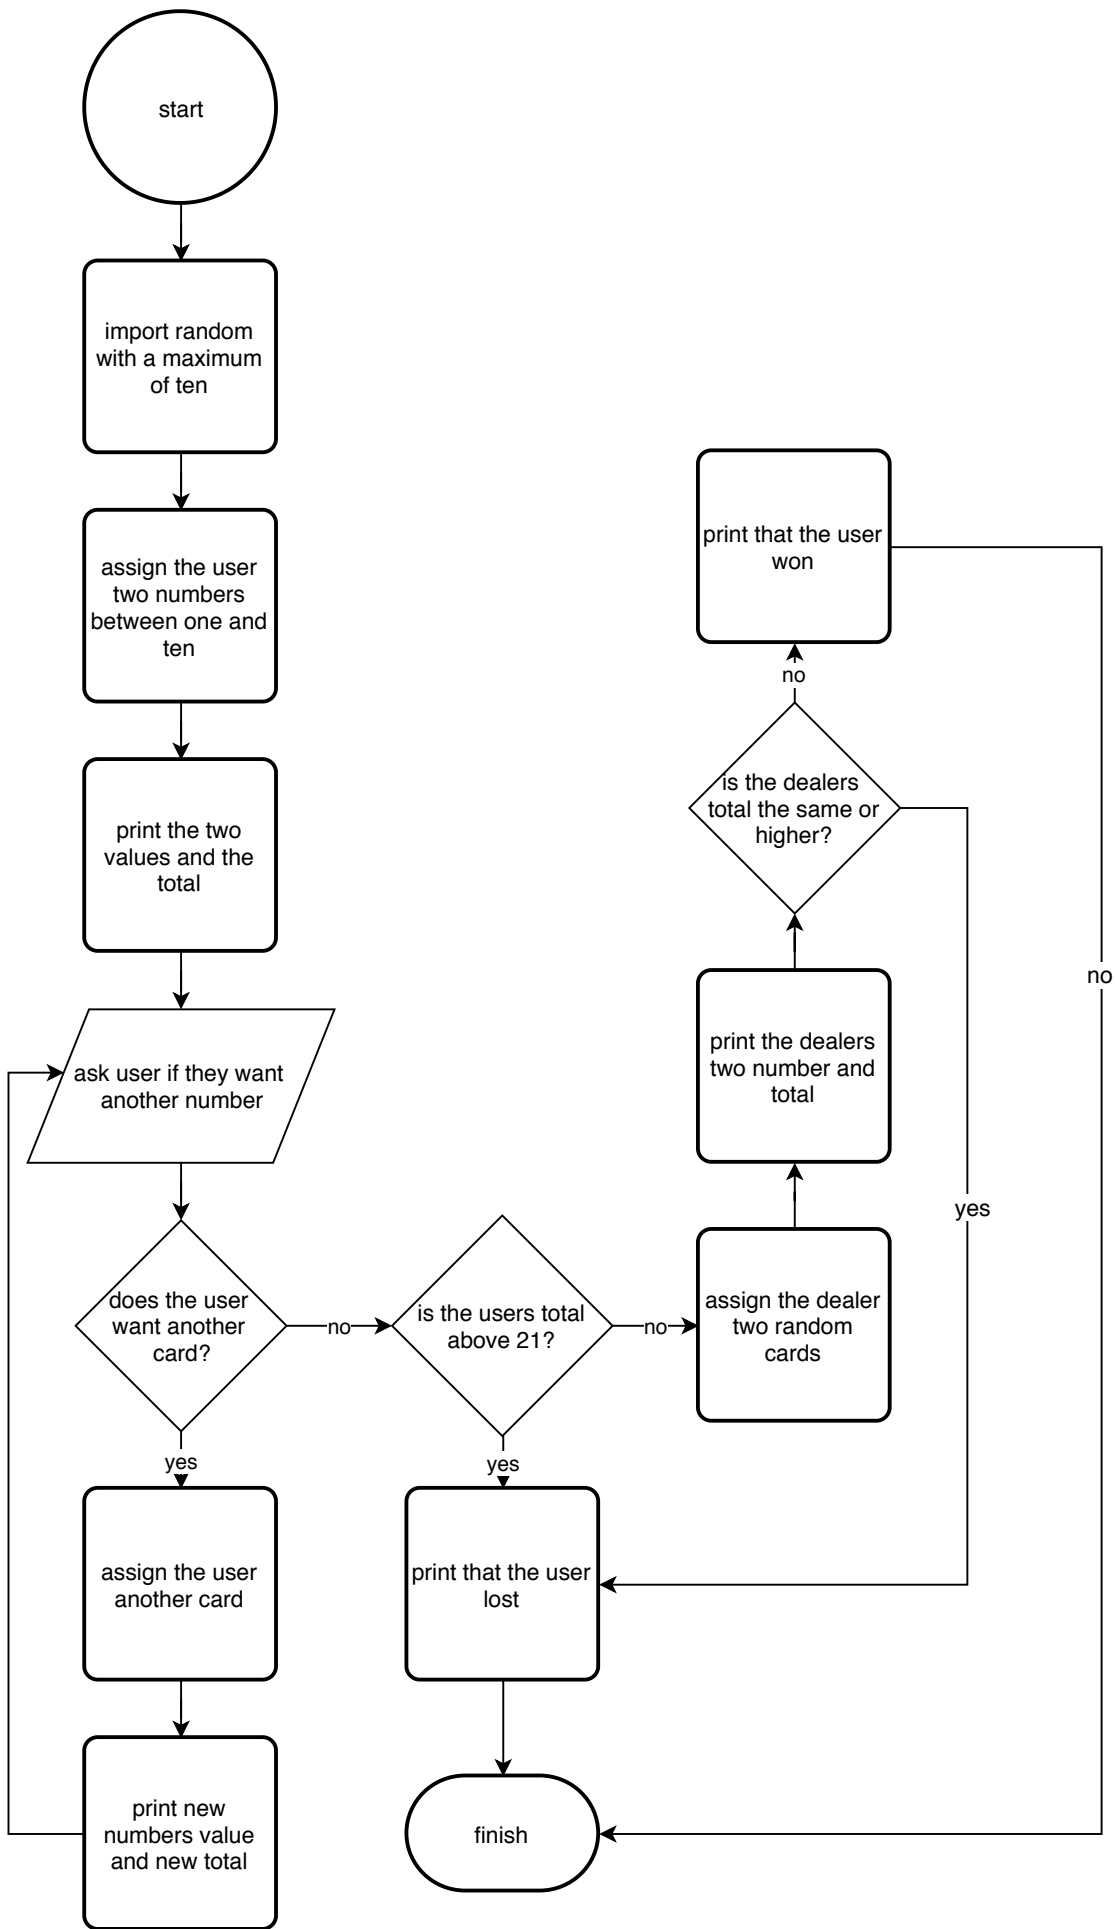 start
import random
with a maximum
of ten
assign the user
two numbers
between one and
ten
print the two
values and the
total
ask user if they want
another number
does the user
want another
card?
yes
assign the user
another card
print new
numbers value
and new total
no
is the users total
above 21?
yes
print that the user
lost
finish
no
assign the dealer
two random
cards
print the dealers
two number and
total
is the dealers
total the same or
higher?
no
print that the user
won
yes
no